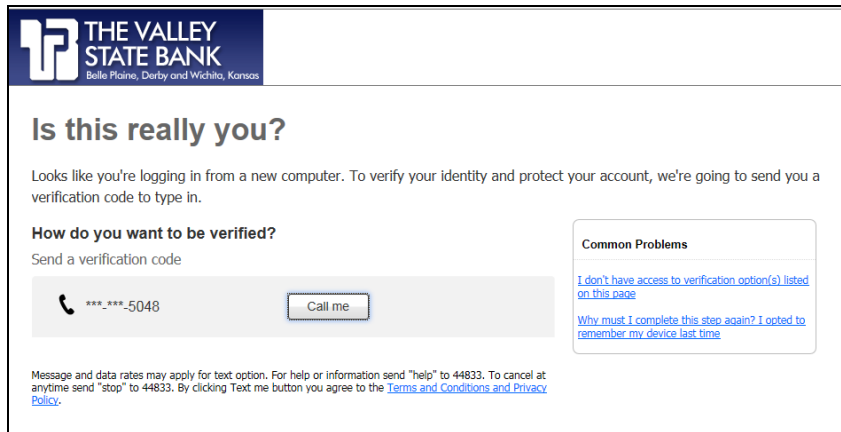 THE VALLEY
STATE BANK
Belle Plaine, Derby and Wichita, Kansas
Is this really you?
Looks like you're logging in from a new computer. To verify your identity and protect your account, we're going to send you a
verification code to type in.
How do you want to be verified?
Send a verification code
***-***-5048
Call me
Common Problems
I don't have access to verification option(s) listed
on this page
Why must I complete this step again? I opted to
remember my device last time
Message and data rates may apply for text option. For help or information send "help" to 44833. To cancel at
anytime send "stop" to 44833. By clicking Text me button you agree to the Terms and Conditions and Privacy
Policy.